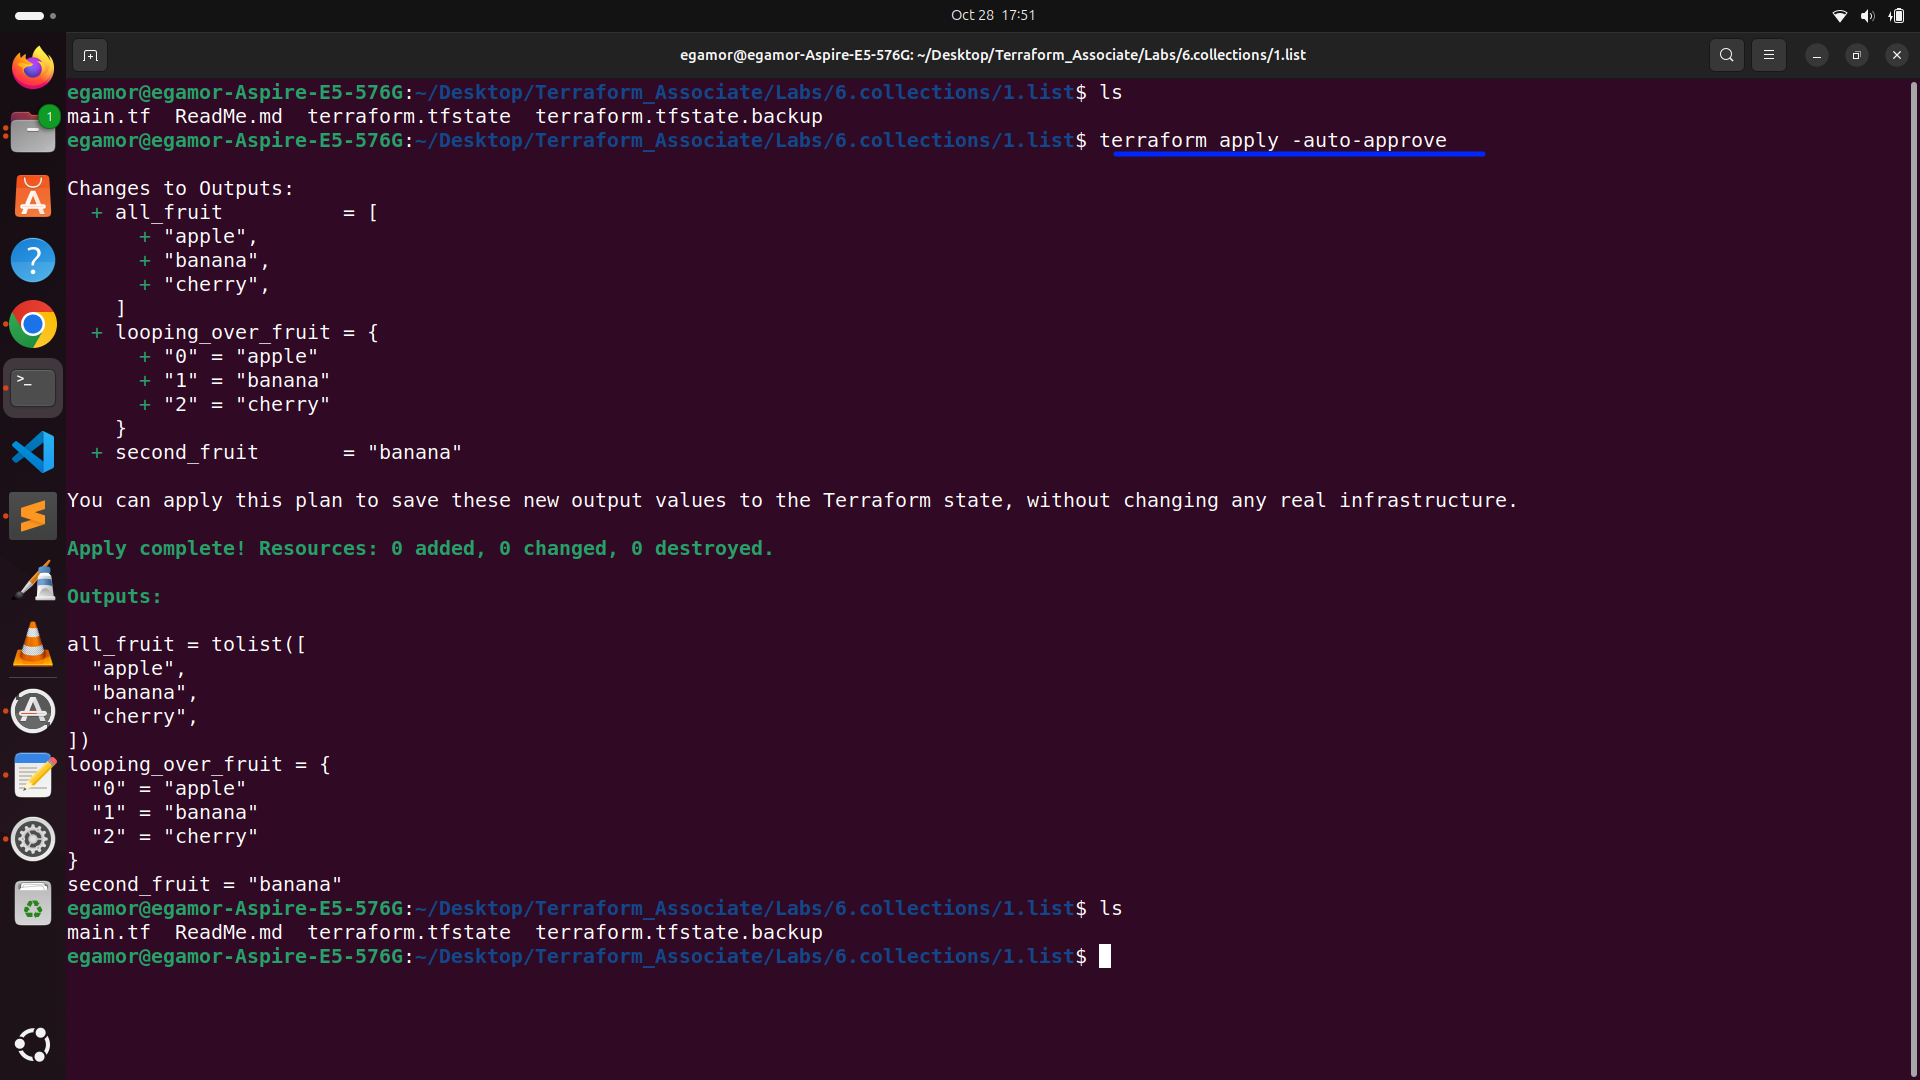 Oct 28 17:51
egamor@egamor-Aspire-E5-576G: ~/Desktop/Terraform_Associate/Labs/6.collections/1.list
1
egamor@egamor-Aspire-E5-576G:~/Desktop/Terraform_Associate/Labs/6.collections/1.list$ ls
main.tf  ReadMe.md  terraform.tfstate  terraform.tfstate.backup
egamor@egamor-Aspire-E5-576G:~/Desktop/Terraform_Associate/Labs/6.collections/1.list$ terraform apply -auto-approve
Changes to Outputs:
  + all_fruit          = [
      + "apple",
      + "banana",
      + "cherry",
    ]
  + looping_over_fruit = {
      + "0" = "apple"
      + "1" = "banana"
      + "2" = "cherry"
    }
  + second_fruit       = "banana"
You can apply this plan to save these new output values to the Terraform state, without changing any real infrastructure.
Apply complete! Resources: 0 added, 0 changed, 0 destroyed.
Outputs:
all_fruit = tolist([
  "apple",
  "banana",
  "cherry",
])
looping_over_fruit = {
  "0" = "apple"
  "1" = "banana"
  "2" = "cherry"
}
second_fruit = "banana"
egamor@egamor-Aspire-E5-576G:~/Desktop/Terraform_Associate/Labs/6.collections/1.list$ ls
main.tf  ReadMe.md  terraform.tfstate  terraform.tfstate.backup
egamor@egamor-Aspire-E5-576G:~/Desktop/Terraform_Associate/Labs/6.collections/1.list$